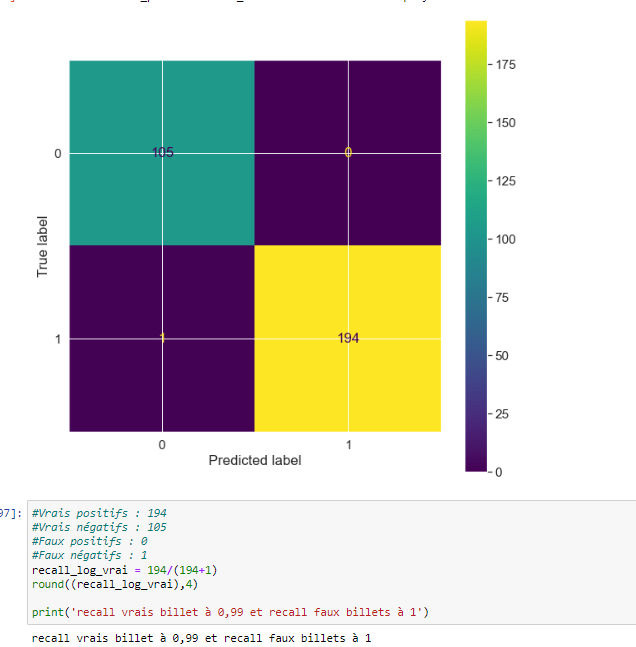 175
150
125
100
75
50
25
0
True label
0
1
105
0
1
194
0
1
Predicted label
97]:
#Vrais positifs : 194
#Vrais négatifs : 105
#Faux positifs : 0
#Faux négatifs : 1
recall_log_vrai = 194/(194+1)
round((recall_log_vrai),4)
print('recall vrais billet à 0,99 et recall faux billets à 1')
recall vrais billet à 0,99 et recall faux billets à 1